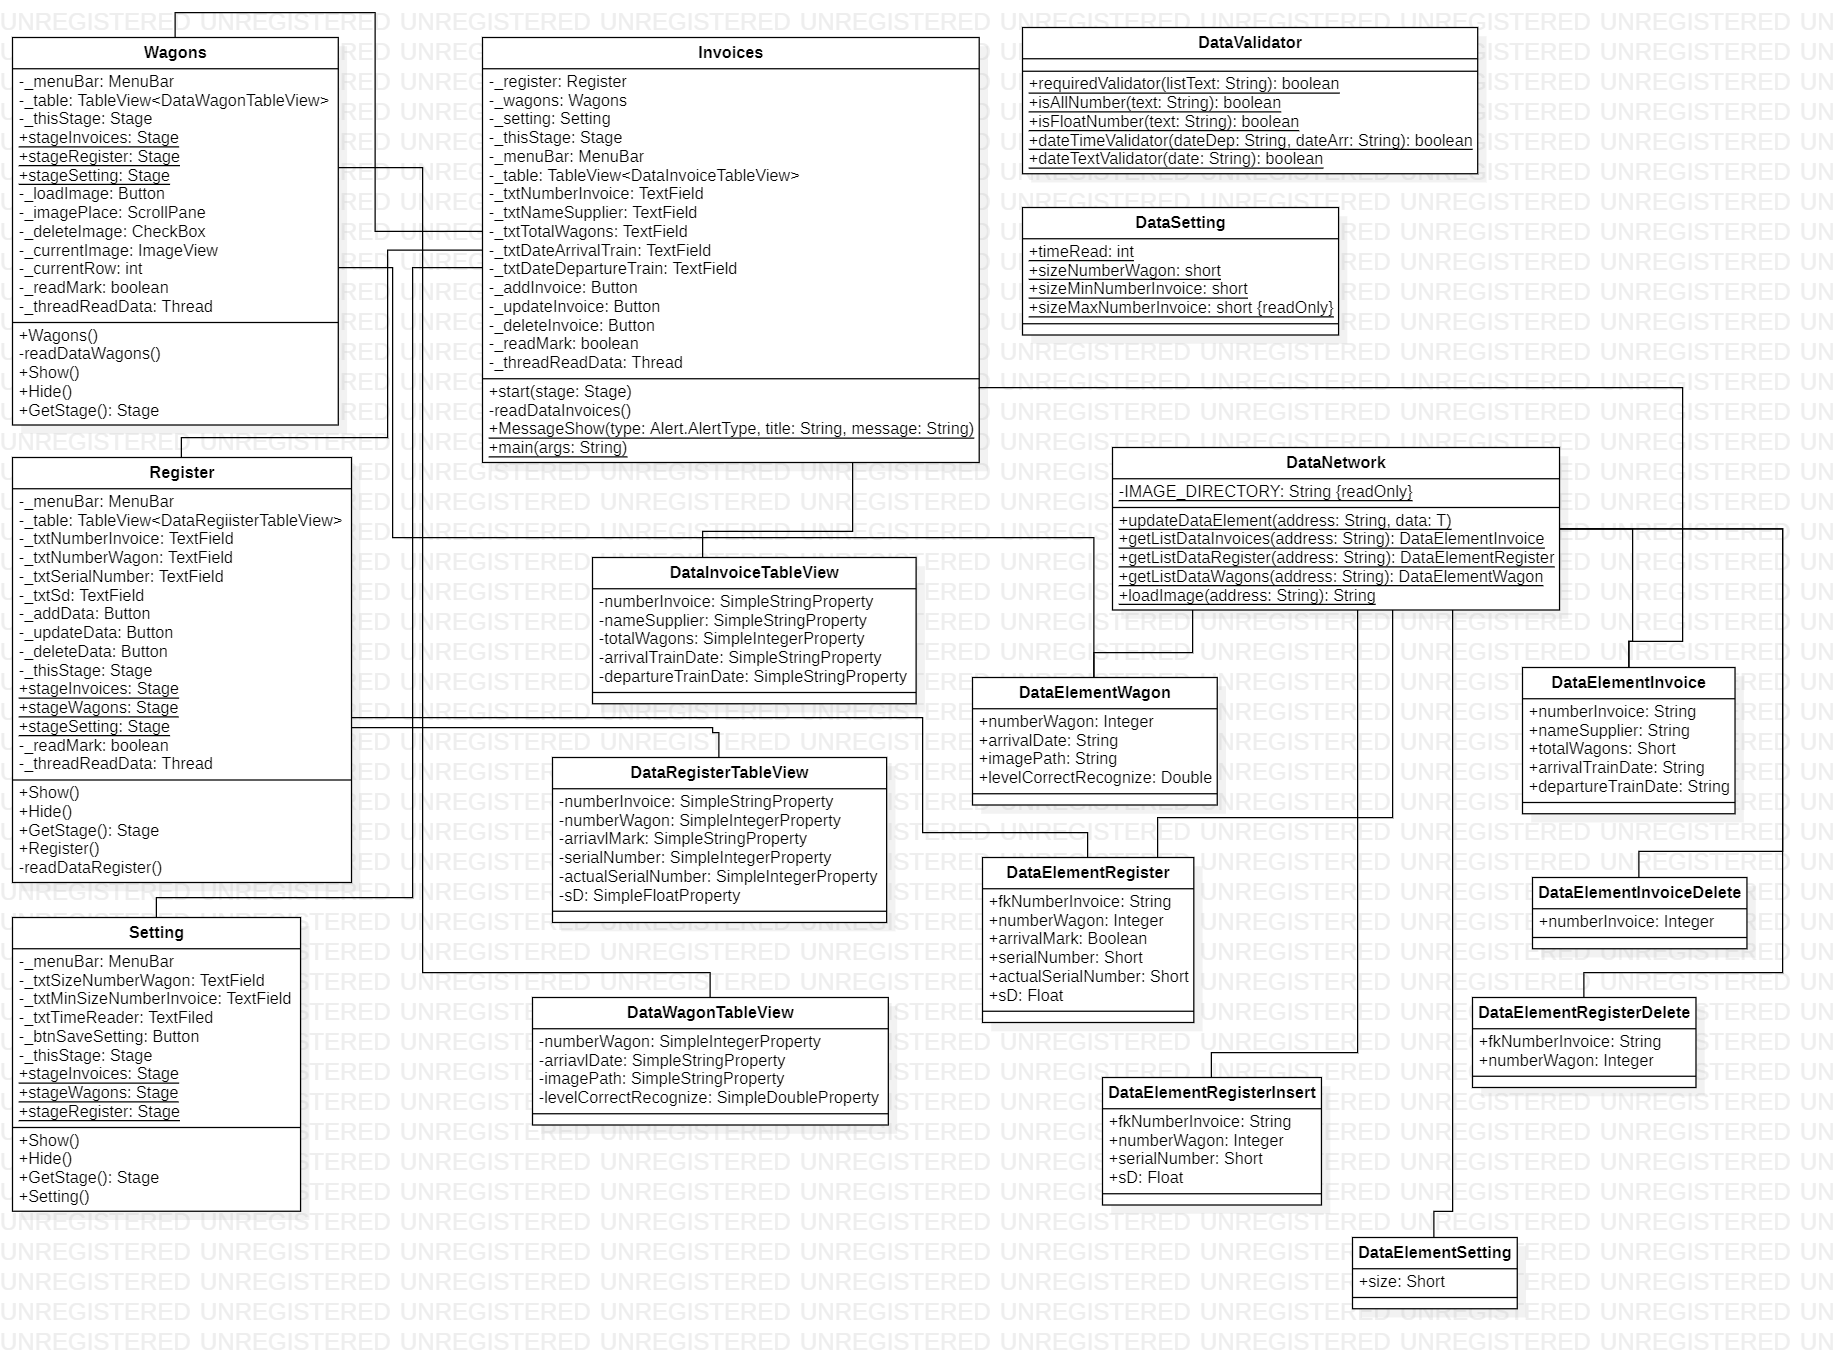 Wagons
-_menuBar: MenuBar
-_table: TableView<DataWagonTableView>
-_thisStage: Stage
+stageInvoices: Stage
+stageRegister: Stage
+stageSetting: Stage
-_loadImage: Button
-_imagePlace: ScrollPane
-_deleteImage: CheckBox
-_currentImage: ImageView
-_currentRow: int
-_readMark: boolean
-_threadReadData: Thread
+Wagons()
-readDataWagons()
+Show()
+Hide()
+GetStage(): Stage
Invoices
-_register: Register
-_wagons: Wagons
-_setting: Setting
-_thisStage: Stage
-_menuBar: MenuBar
-_table: TableView<DataInvoiceTableView>
-_txtNumberInvoice: TextField
-_txtNameSupplier: TextField
-_txtTotalWagons: TextField
-_txtDateArrivalTrain: TextField
-_txtDateDepartureTrain: TextField
-_addInvoice: Button
-_updateInvoice: Button
-_deleteInvoice: Button
-_readMark: boolean
-_threadReadData: Thread
+start(stage: Stage)
-readDataInvoices()
+MessageShow(type: Alert.AlertType, title: String, message: String)
+main(args: String)
DataValidator
+requiredValidator(listText: String): boolean
+isAllNumber(text: String): boolean
+isFloatNumber(text: String): boolean
+dateTimeValidator(dateDep: String, dateArr: String): boolean
+dateTextValidator(date: String): boolean
DataSetting
+timeRead: int
+sizeNumberWagon: short
+sizeMinNumberInvoice: short
+sizeMaxNumberInvoice: short {readOnly}
Register
-_menuBar: MenuBar
-_table: TableView<DataRegiisterTableView>
-_txtNumberInvoice: TextField
-_txtNumberWagon: TextField
-_txtSerialNumber: TextField
-_txtSd: TextField
-_addData: Button
-_updateData: Button
-_deleteData: Button
-_thisStage: Stage
+stageInvoices: Stage
+stageWagons: Stage
+stageSetting: Stage
-_readMark: boolean
-_threadReadData: Thread
+Show()
+Hide()
+GetStage(): Stage
+Register()
-readDataRegister()
DataNetwork
-IMAGE_DIRECTORY: String {readOnly}
+updateDataElement(address: String, data: T)
+getListDataInvoices(address: String): DataElementInvoice
+getListDataRegister(address: String): DataElementRegister
+getListDataWagons(address: String): DataElementWagon
+loadImage(address: String): String
DataInvoiceTableView
-numberInvoice: SimpleStringProperty
-nameSupplier: SimpleStringProperty
-totalWagons: SimpleIntegerProperty
-arrivalTrainDate: SimpleStringProperty
-departureTrainDate: SimpleStringProperty
DataElementWagon
+numberWagon: Integer
+arrivalDate: String
+imagePath: String
+levelCorrectRecognize: Double
DataElementInvoice
+numberInvoice: String
+nameSupplier: String
+totalWagons: Short
+arrivalTrainDate: String
+departureTrainDate: String
DataRegisterTableView
-numberInvoice: SimpleStringProperty
-numberWagon: SimpleIntegerProperty
-arriavlMark: SimpleStringProperty
-serialNumber: SimpleIntegerProperty
-actualSerialNumber: SimpleIntegerProperty
-sD: SimpleFloatProperty
DataElementRegister
+fkNumberInvoice: String
+numberWagon: Integer
+arrivalMark: Boolean
+serialNumber: Short
+actualSerialNumber: Short
+sD: Float
DataElementInvoiceDelete
+numberInvoice: Integer
Setting
-_menuBar: MenuBar
-_txtSizeNumberWagon: TextField
-_txtMinSizeNumberInvoice: TextField
-_txtTimeReader: TextFiled
-_btnSaveSetting: Button
-_thisStage: Stage
+stageInvoices: Stage
+stageWagons: Stage
+stageRegister: Stage
+Show()
+Hide()
+GetStage(): Stage
+Setting()
DataWagonTableView
-numberWagon: SimpleIntegerProperty
-arriavlDate: SimpleStringProperty
-imagePath: SimpleStringProperty
-levelCorrectRecognize: SimpleDoubleProperty
DataElementRegisterDelete
+fkNumberInvoice: String
+numberWagon: Integer
DataElementRegisterInsert
+fkNumberInvoice: String
+numberWagon: Integer
+serialNumber: Short
+sD: Float
DataElementSetting
+size: Short